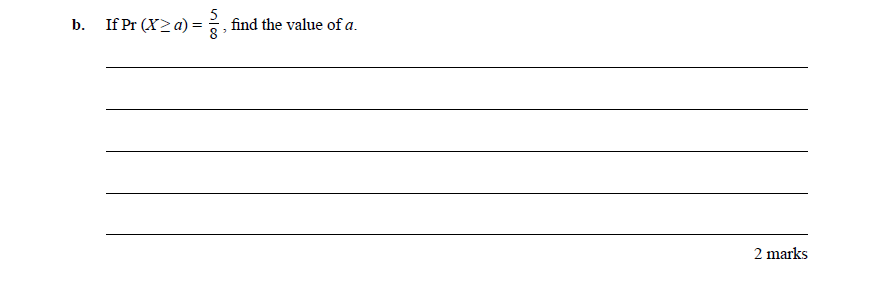 b. If Pr (X ≥ a) = 5/8, find the value of a.
2 marks